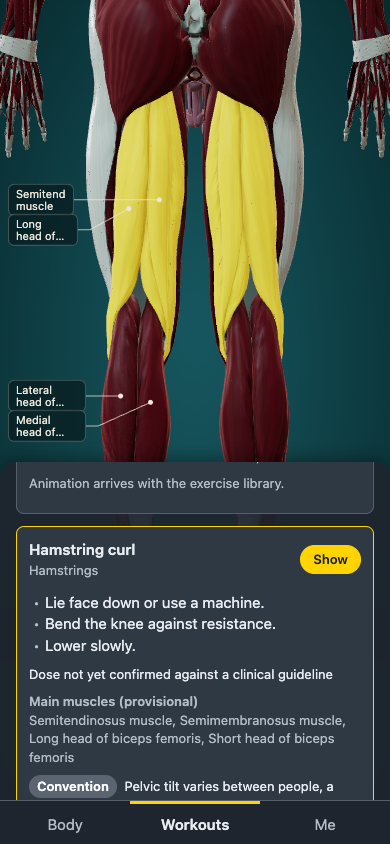 Semitend
muscle
Long
head of...
Lateral
head of...
Medial
head of...
Animation arrives with the exercise library.
Hamstring curl
Show
Hamstrings
• Lie face down or use a machine.
• Bend the knee against resistance.
• Lower slowly.
Dose not yet confirmed against a clinical guideline
Main muscles (provisional)
Semitendinosus muscle, Semimembranosus muscle,
Long head of biceps femoris, Short head of biceps
femoris
Convention Pelvic tilt varies between people, a
Body Workouts Me